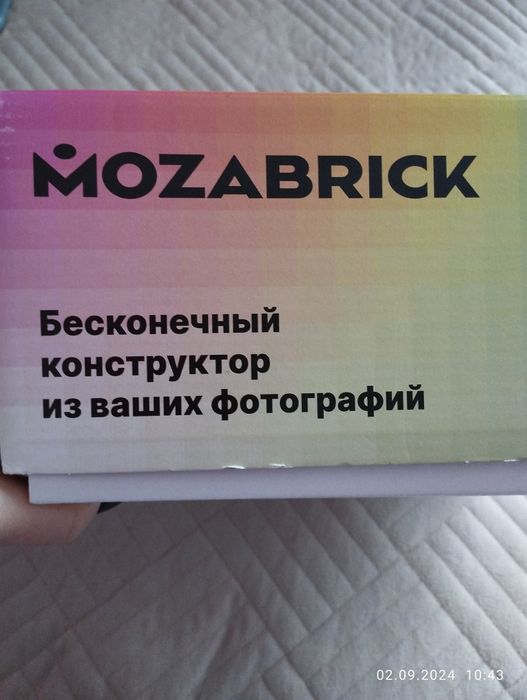 MOZABRICK
Бесконечный
конструктор
из ваших фотографий
02.09.2024 10:43